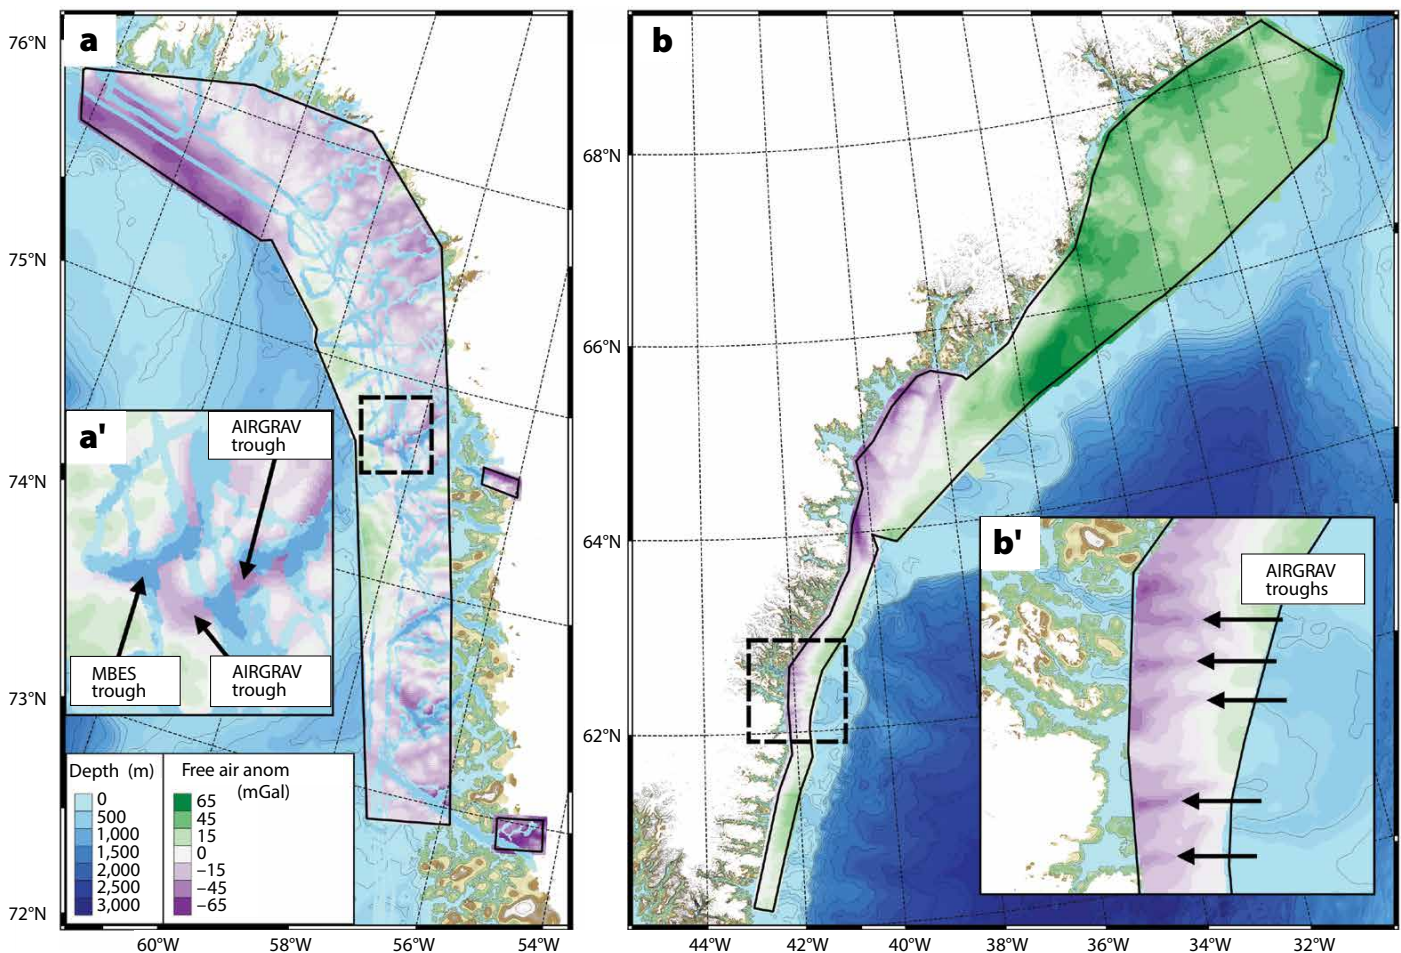 a
76°N
75°N
74°N
73°N
72°N
60°W
58°W
56°W
54°W
a'
AIRGRAV
trough
MBES
trough
AIRGRAV
trough
Depth (m)
0
500
1,000
1,500
2,000
2,500
3,000
Free air anom
(mGal)
65
45
15
0
−15
−45
−65
b
68°N
66°N
64°N
62°N
44°W
42°W
40°W
38°W
36°W
34°W
32°W
b'
AIRGRAV
troughs